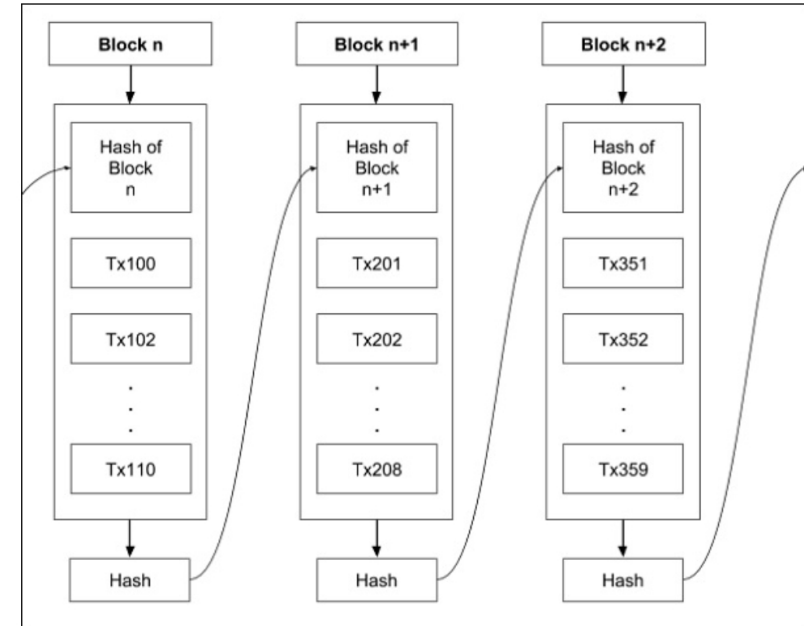 Block n
Hash of
Block
n
Tx100
Tx102
Tx110
Hash
Block n+1
Hash of
Block
n+1
Tx201
Tx202
Tx208
Hash
Block n+2
Hash of
Block
n+2
Tx351
Tx352
Tx359
Hash